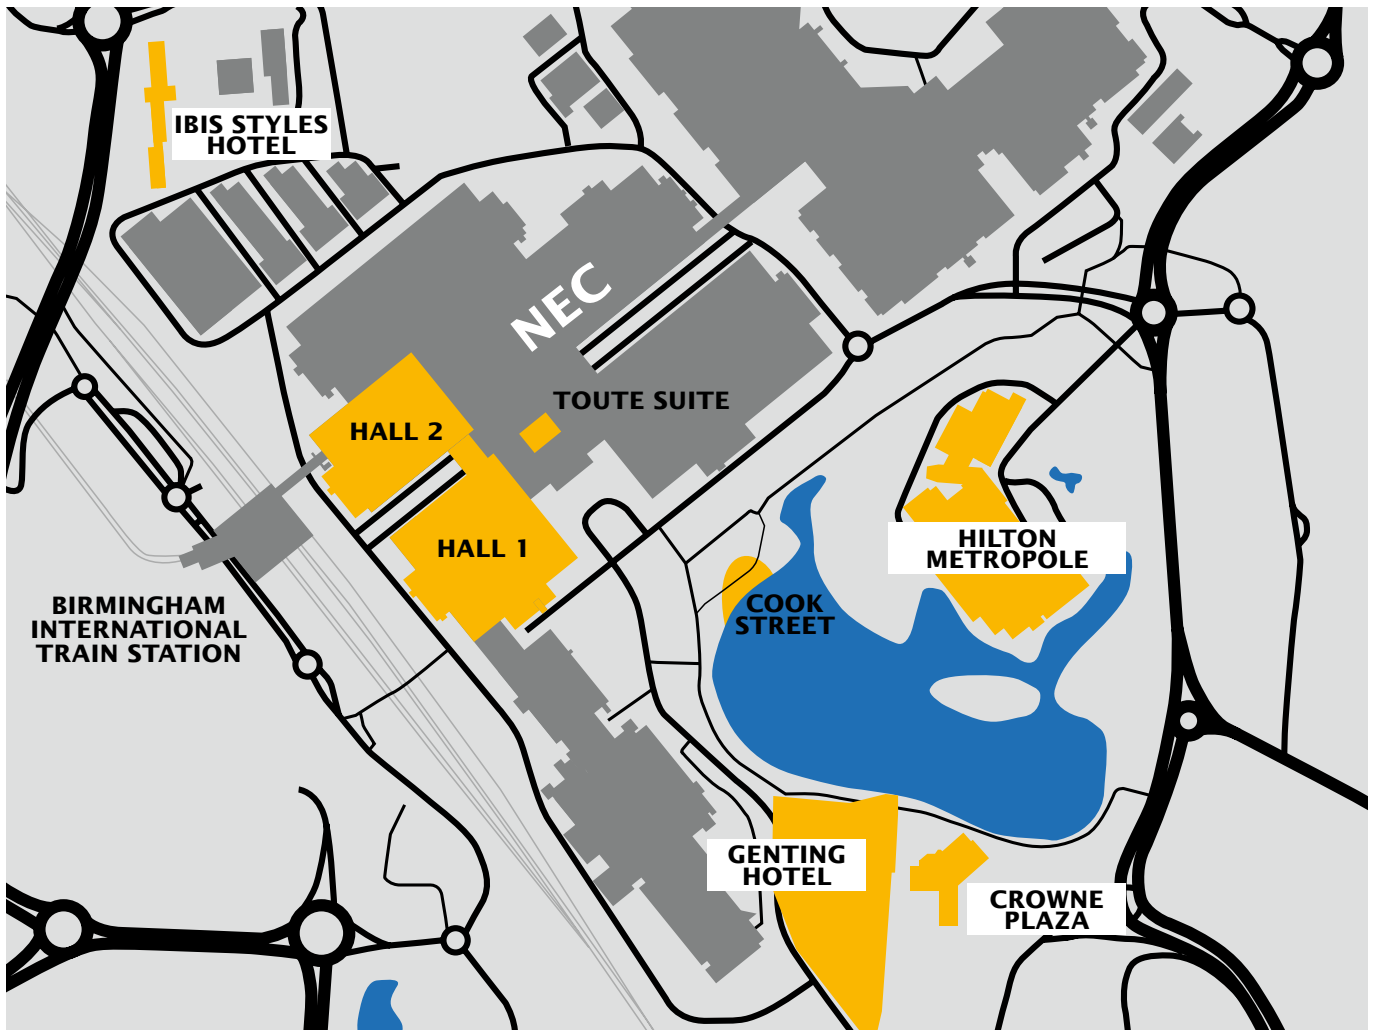 IBIS STYLES
HOTEL
NEC
TOUTE SUITE
HALL 2
HALL 1
HILTON
METROPOLE
BIRMINGHAM
INTERNATIONAL
TRAIN STATION
COOK
STREET
GENTING
HOTEL
CROWNE
PLAZA